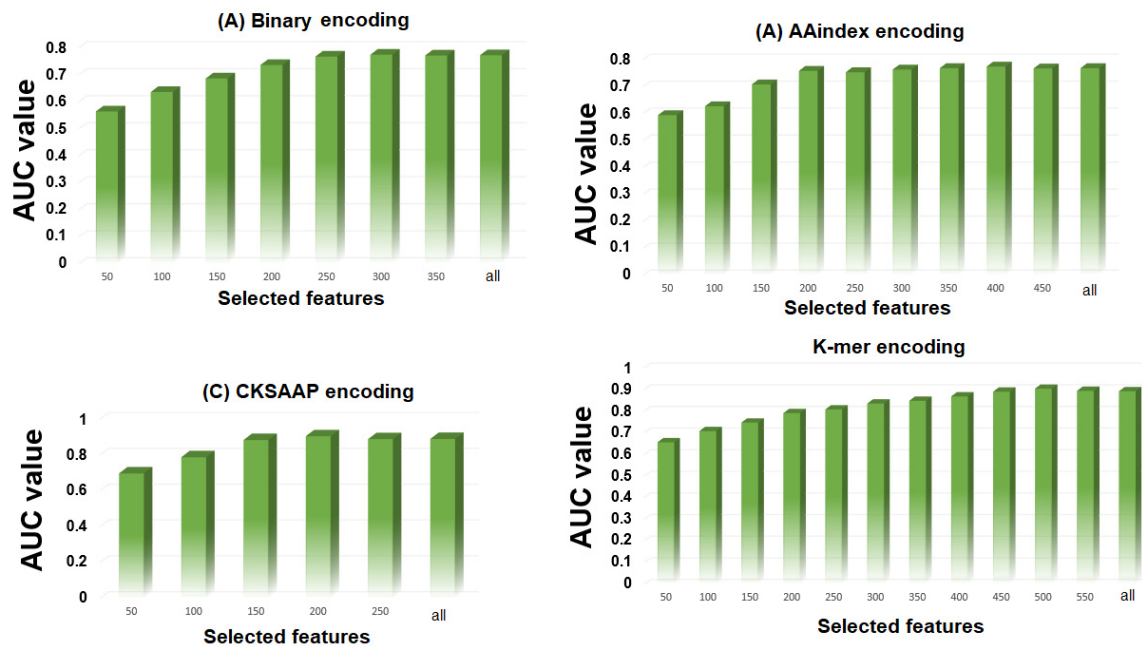 (A) Binary encoding
AUC value
0.8
0.7
0.6
0.5
0.4
0.3
0.2
0.1
0
50 100 150 200 250 300 350 all
Selected features
(A) AAindex encoding
AUC value
0.8
0.7
0.6
0.5
0.4
0.3
0.2
0.1
0
50 100 150 200 250 300 350 400 450 all
Selected features
(C) CKSAAP encoding
AUC value
1
0.8
0.6
0.4
0.2
0
50 100 150 200 250 all
Selected features
K-mer encoding
AUC value
1
0.9
0.8
0.7
0.6
0.5
0.4
0.3
0.2
0.1
0
50 100 150 200 250 300 350 400 450 500 550 all
Selected features